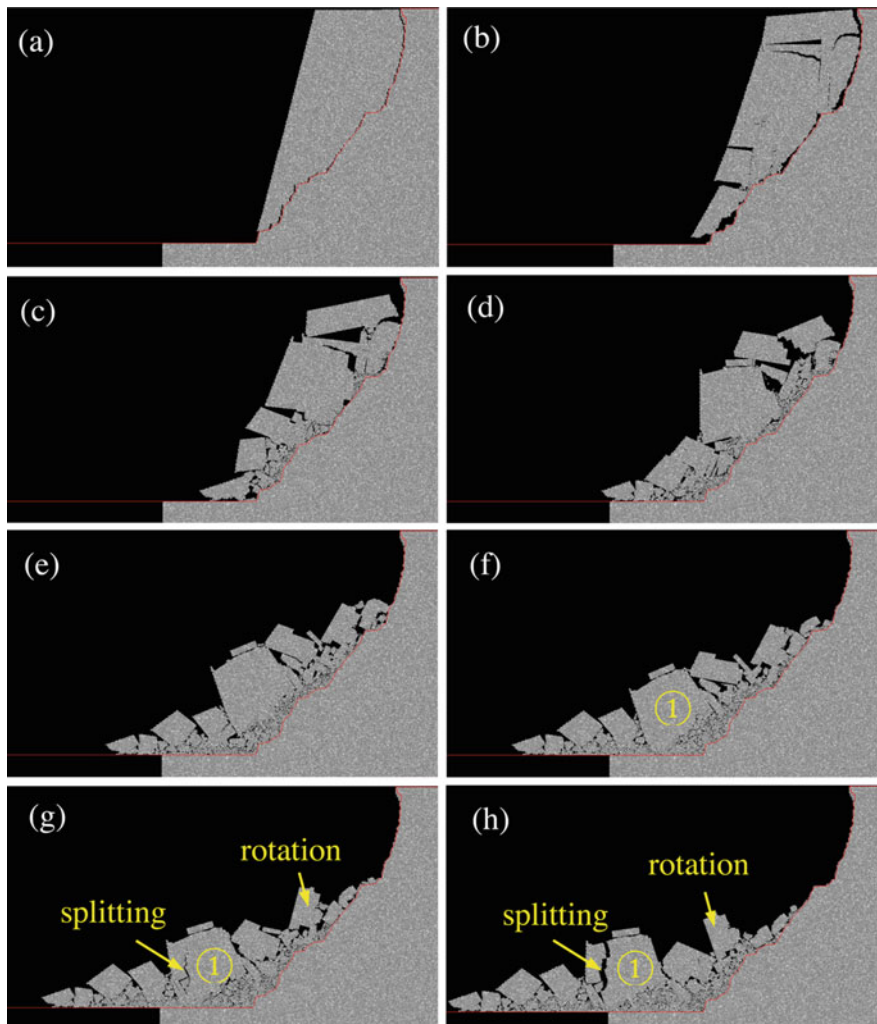 (a)
(b)
(c)
(d)
(e)
(f)
1
(g)
rotation
splitting
1
(h)
rotation
splitting
1